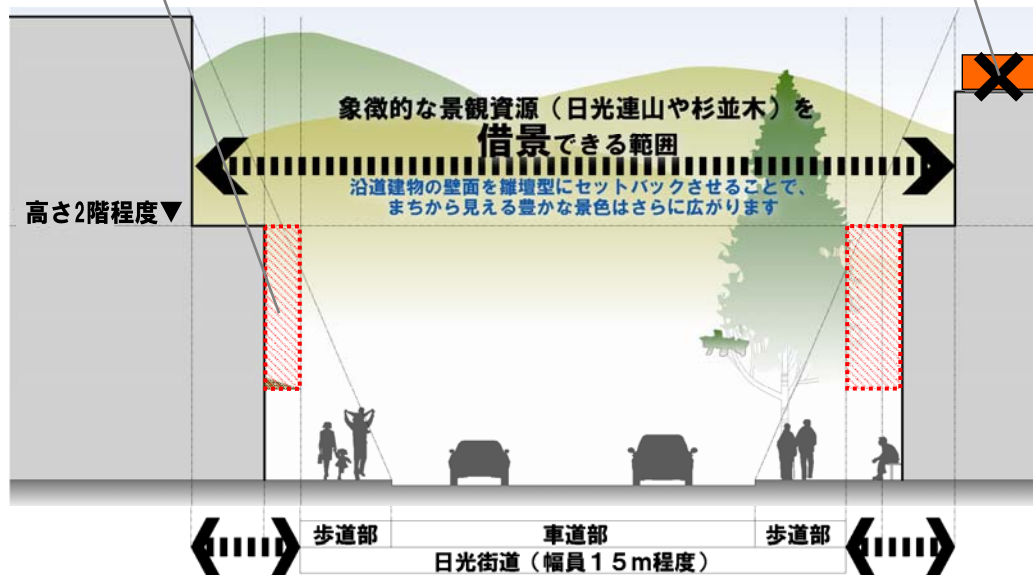 象徴的な景観資源（日光連山や杉並木）を
借景できる範囲
沿道建物の壁面を雛壇型にセットバックさせることで、
まちから見える豊かな景色はさらに広がります
高さ2階程度▼
歩道部 車道部 歩道部
日光街道（幅員１５ｍ程度）